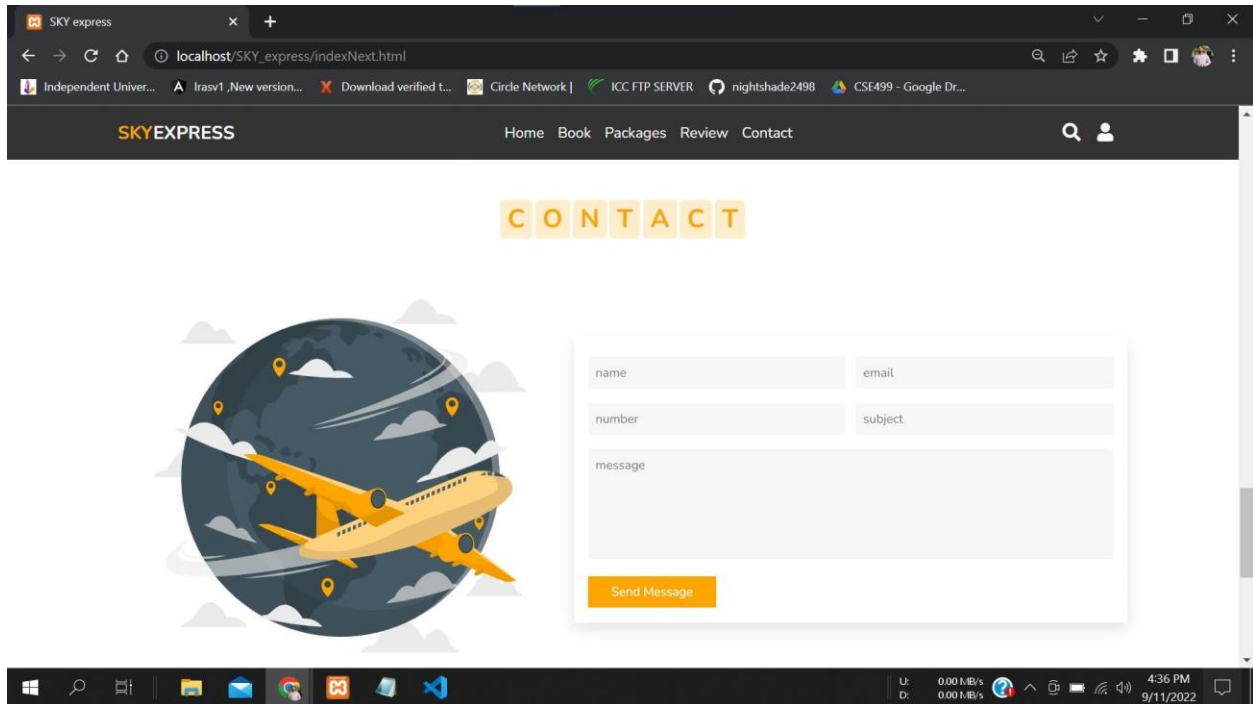 SKY express
localhost/SKY_express/indexNext.html
Independent Univer... Irasv1 ,New version... Download verified t... Circle Network | ICC FTP SERVER nightshade2498 CSE499 - Google Dr...
SKYEXPRESS Home Book Packages Review Contact
CONTACT
name email
number subject
message
Send Message
U: 0.00 MB/s
D: 0.00 MB/s
4:36 PM
9/11/2022